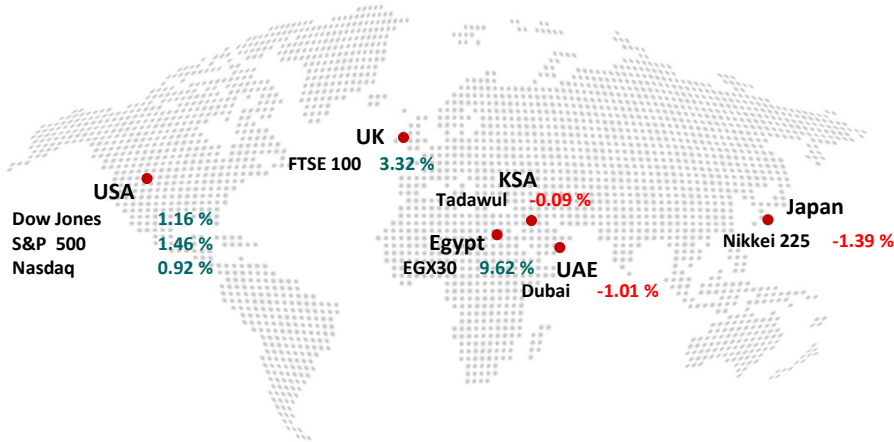 UK
FTSE 100 3.32 %
USA
Dow Jones 1.16 %
S&P 500 1.46 %
Nasdaq 0.92 %
KSA
Tadawul -0.09 %
Egypt
EGX30 9.62 %
UAE
Dubai -1.01 %
Japan
Nikkei 225 -1.39 %